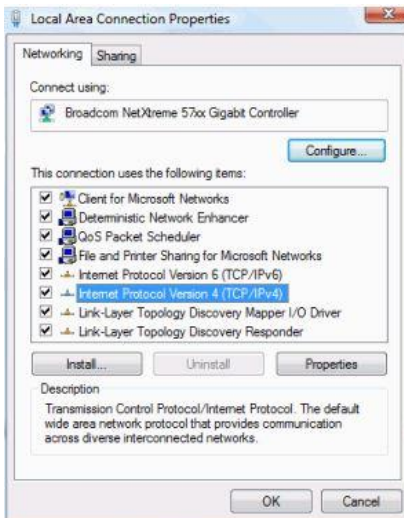 Local Area Connection Properties
Networking Sharing
Connect using:
Broadcom NetXtreme 57xx Gigabit Controller
Configure...
This connection uses the following items:
Client for Microsoft Networks
Deterministic Network Enhancer
QoS Packet Scheduler
File and Printer Sharing for Microsoft Networks
Internet Protocol Version 6 (TCP/IPv6)
Internet Protocol Version 4 (TCP/IPv4)
Link-Layer Topology Discovery Mapper I/O Driver
Link-Layer Topology Discovery Responder
Install... Uninstall Properties
Description
Transmission Control Protocol/Internet Protocol. The default
wide area network protocol that provides communication
across diverse interconnected networks.
OK Cancel